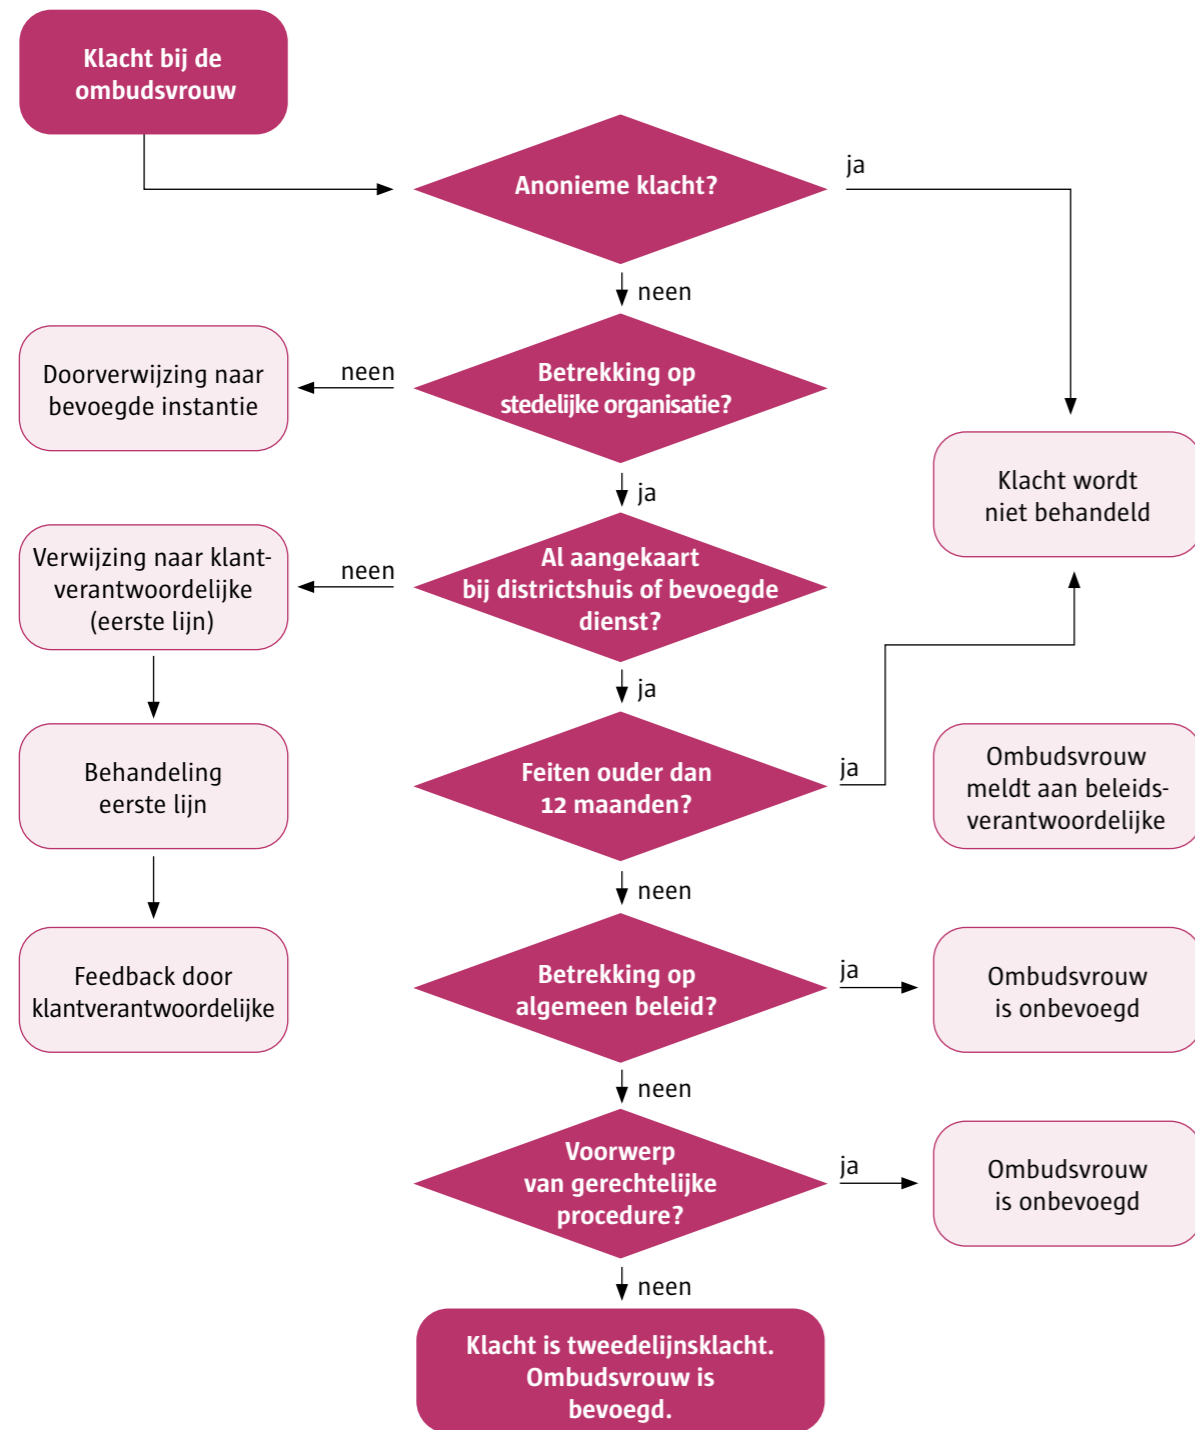 Klacht bij de
ombudsvrouw
Anonieme klacht?
ja
neen
Betrekking op
stedelijke organisatie?
neen
Doorverwijzing naar
bevoegde instantie
ja
Klacht wordt
niet behandeld
Al aangekaart
bij districtshuis of bevoegde
dienst?
neen
Verwijzing naar klant-
verantwoordelijke
(eerste lijn)
ja
Behandeling
eerste lijn
Feiten ouder dan
12 maanden?
ja
Ombudsvrouw
meldt aan beleids-
verantwoordelijke
neen
Feedback door
klantverantwoordelijke
Betrekking op
algemeen beleid?
ja
Ombudsvrouw
is onbevoegd
neen
Voorwerp
van gerechtelijke
procedure?
ja
Ombudsvrouw
is onbevoegd
neen
Klacht is tweedelijnsklacht.
Ombudsvrouw is
bevoegd.